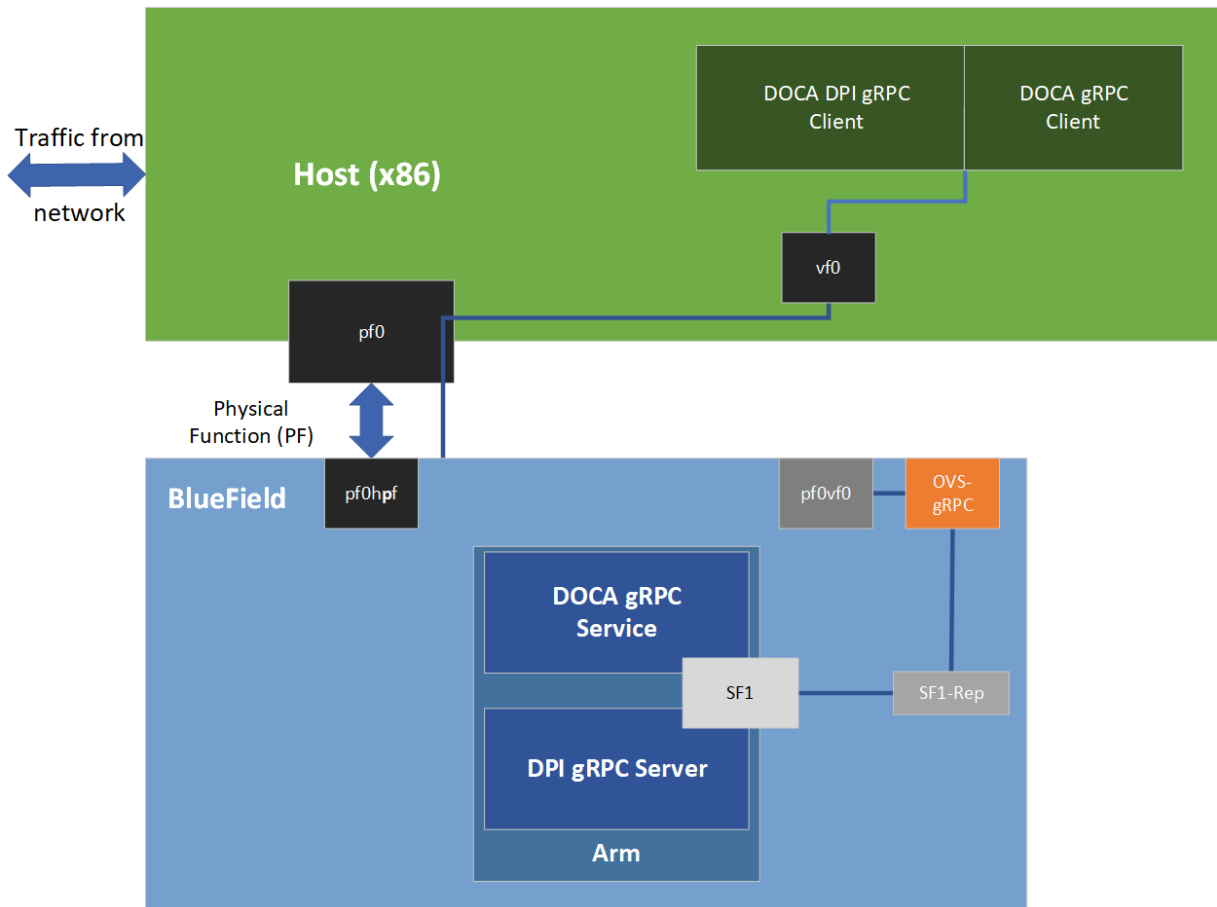 DOCA DPI gRPC
Client
DOCA gRPC
Client
Traffic from
network
Host (x86)
vf0
pf0
Physical
Function (PF)
BlueField
pf0hpf
pf0vf0
OVS-
gRPC
DOCA gRPC
Service
SF1
SF1-Rep
DPI gRPC Server
Arm